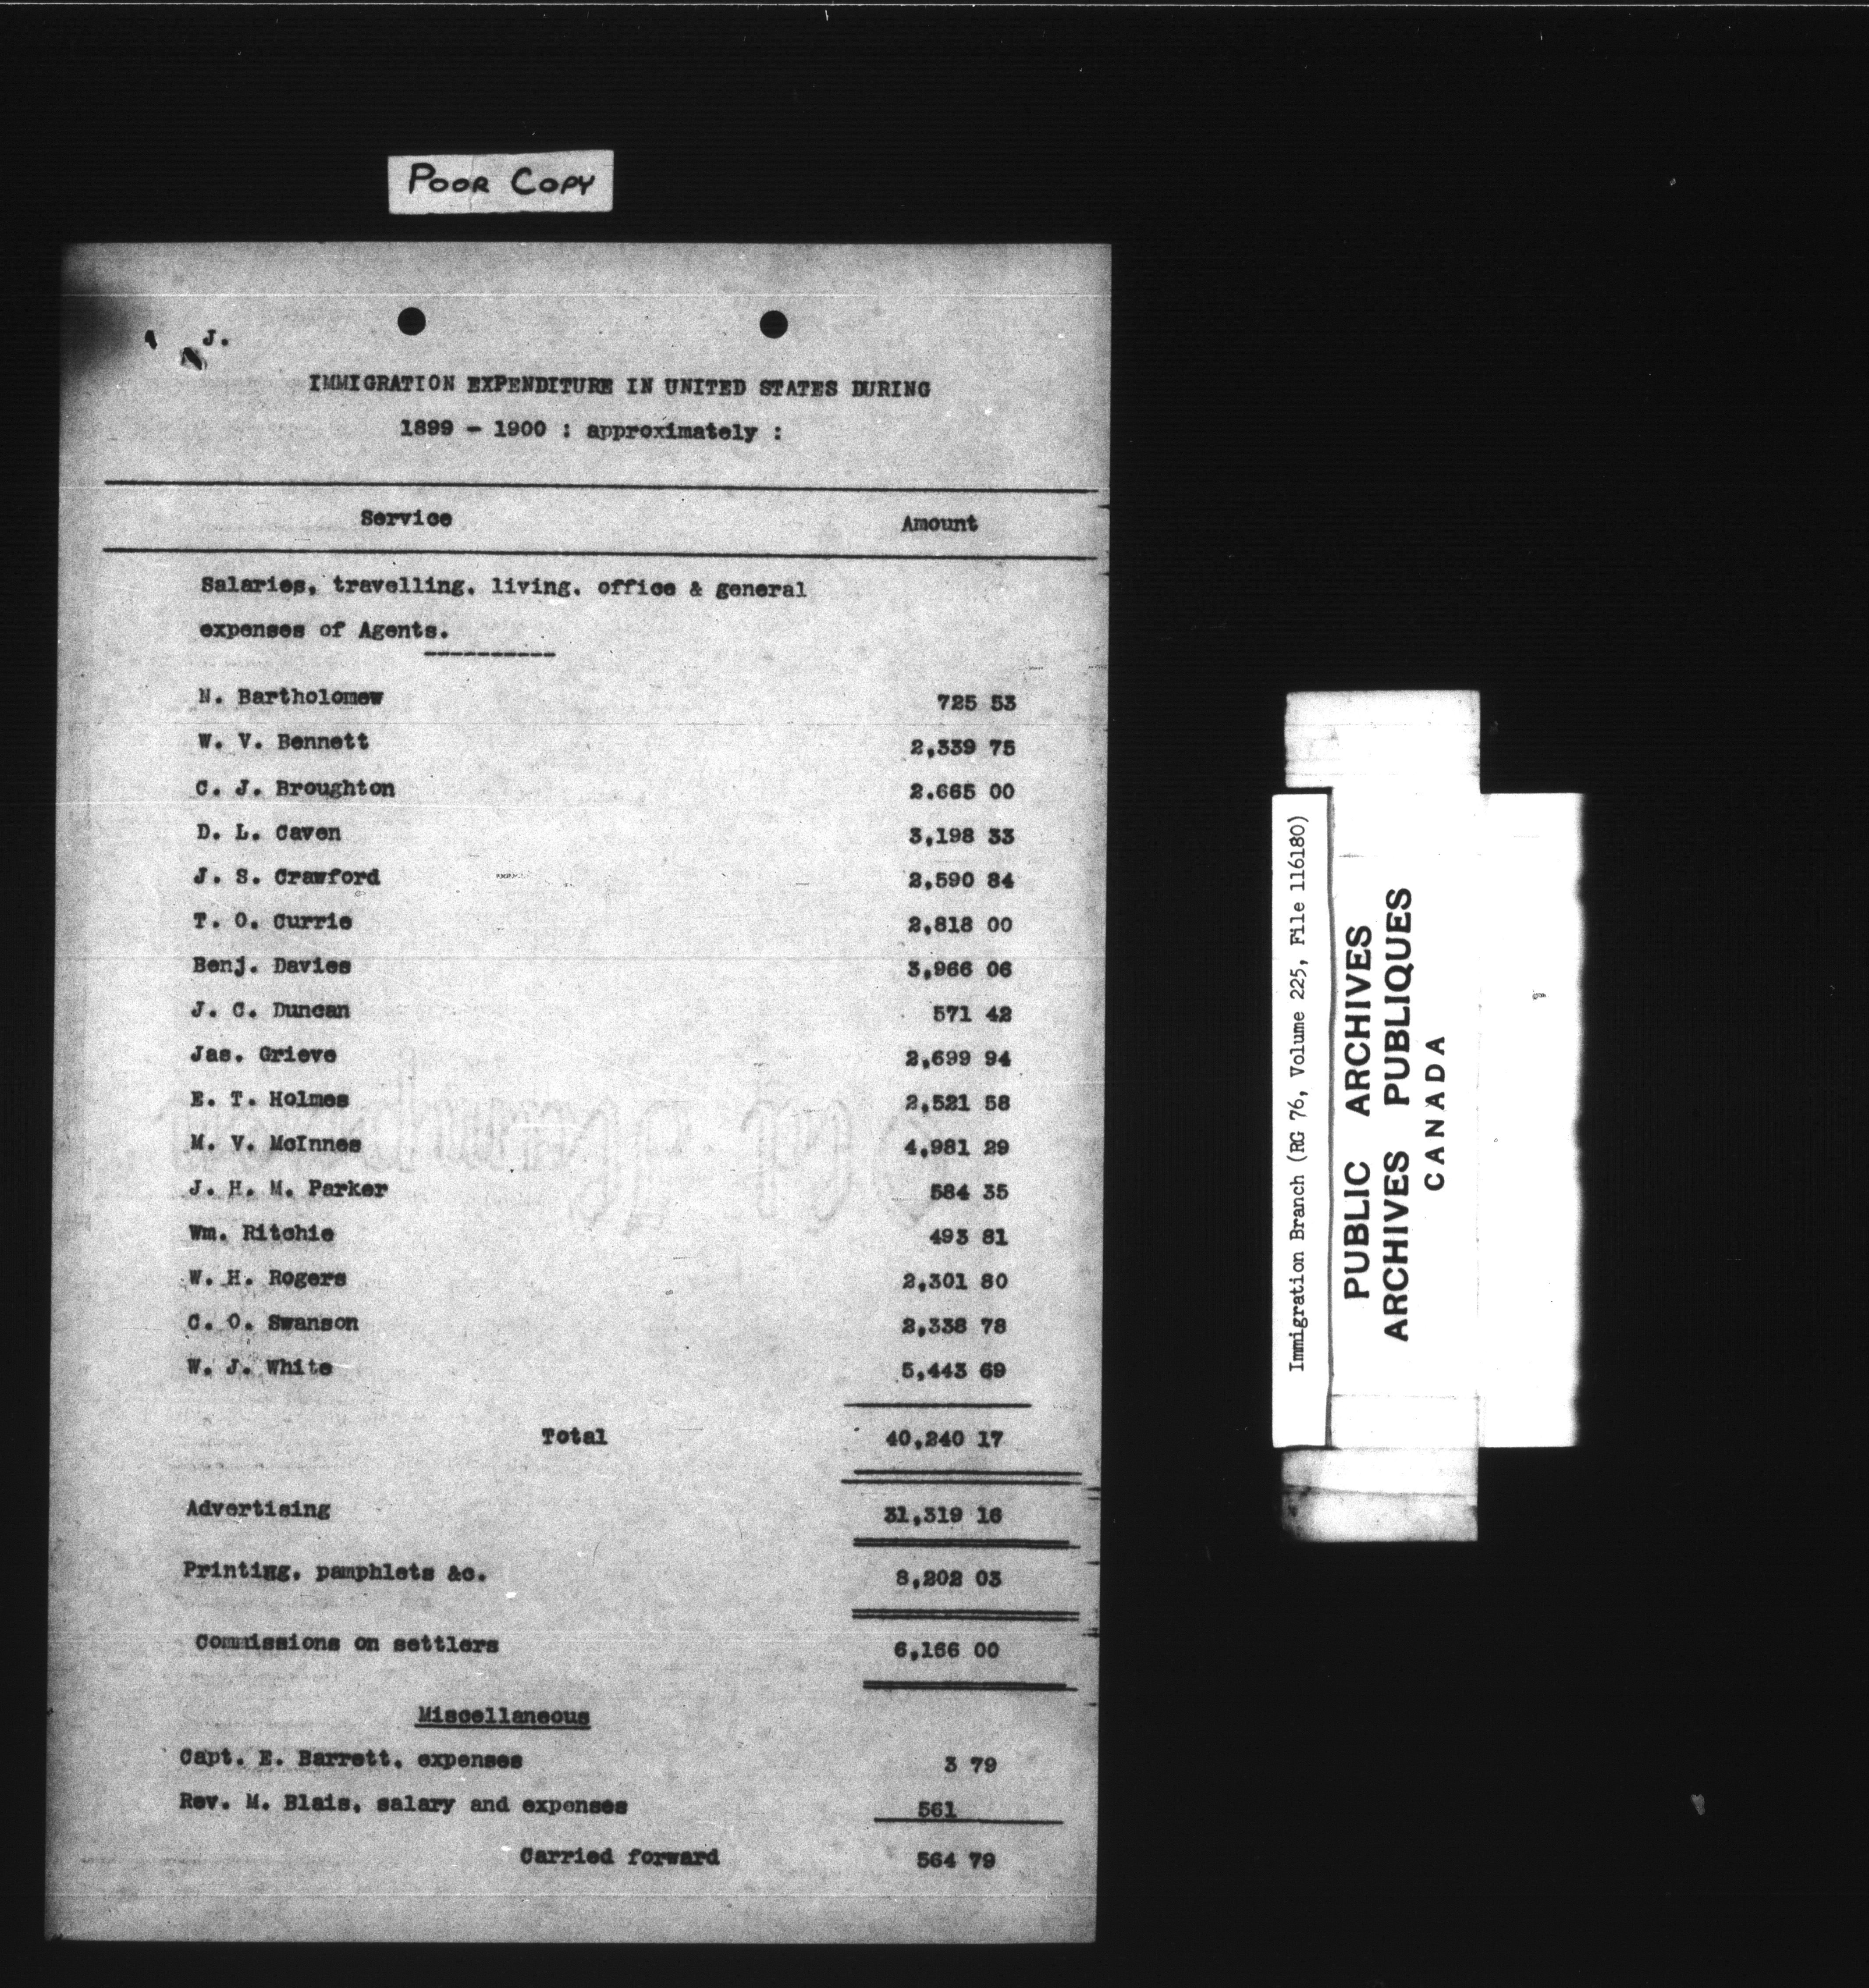 POOR COPY
J.
IMMIGRATION EXPENDITURE IN UNITED STATES DURING
1899 - 1900 : approximately :
Service Amount
Salaries, travelling, living, office & general
expenses of Agents.
N. Bartholomew 725 53
W. V. Bennett 2,339 75
C. J. Broughton 2.665 00
D. L. Caven 3,198 33
J. S. Crawford 2,590 84
T. O. Currie 2,818 00
Benj. Davies 3,966 06
J. C. Duncan 571 42
Jas. Grieve 2,699 94
E. T. Holmes 2,521 58
M. V. McInnes 4,981 29
J. H. M. Parker 584 35
Wm. Ritchie 493 81
W. H. Rogers 2,301 80
C. O. Swanson 2,338 78
W. J. White 5,443 69
Total 40,240 17
Advertising 31,319 16
Printing, pamphlets &c. 8,202 03
Commissions on settlers 6,166 00
Miscellaneous
Capt. E. Barrett, expenses 3 79
Rev. M. Blais, salary and expenses 561
Carried forward 564 79
Immigration Branch (RG 76, Volume 225, File 116180)
PUBLIC ARCHIVES
ARCHIVES PUBLIQUES
CANADA